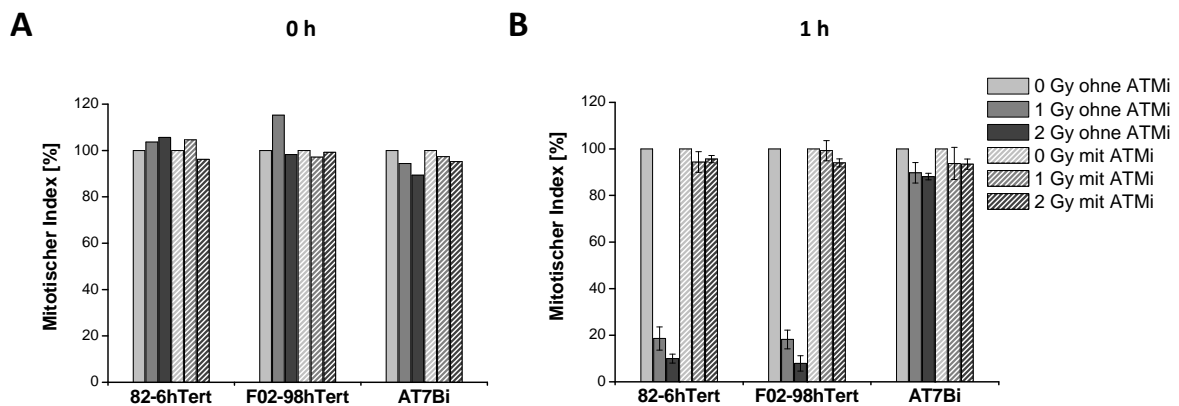 A
0 h
Mitotischer Index [%]
120
100
80
60
40
20
0
82-6hTert
F02-98hTert
AT7Bi
B
1 h
Mitotischer Index [%]
120
100
80
60
40
20
0
82-6hTert
F02-98hTert
AT7Bi
0 Gy ohne ATMi
1 Gy ohne ATMi
2 Gy ohne ATMi
0 Gy mit ATMi
1 Gy mit ATMi
2 Gy mit ATMi